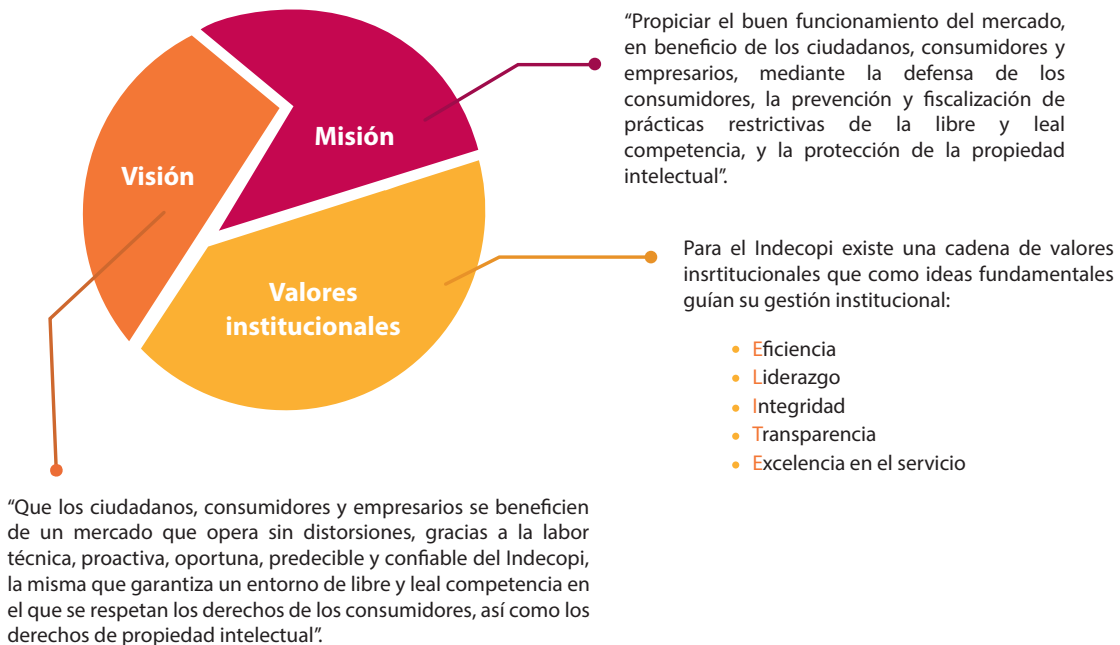 “Propiciar el buen funcionamiento del mercado,
en beneficio de los ciudadanos, consumidores y
empresarios, mediante la defensa de los
consumidores, la prevención y fiscalización de
prácticas restrictivas de la libre y leal
competencia, y la protección de la propiedad
intelectual”.
Misión
Visión
Para el Indecopi existe una cadena de valores
insrtitucionales que como ideas fundamentales
guían su gestión institucional:
Valores
institucionales
• Eficiencia
• Liderazgo
• Integridad
• Transparencia
• Excelencia en el servicio
“Que los ciudadanos, consumidores y empresarios se beneficien
de un mercado que opera sin distorsiones, gracias a la labor
técnica, proactiva, oportuna, predecible y confiable del Indecopi,
la misma que garantiza un entorno de libre y leal competencia en
el que se respetan los derechos de los consumidores, así como los
derechos de propiedad intelectual”.